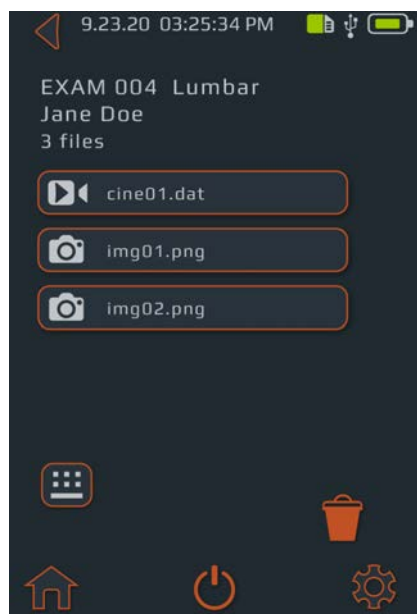 9.23.20 03:25:34 PM
EXAM 004 Lumbar
Jane Doe
3 files
cine01.dat
img01.png
img02.png